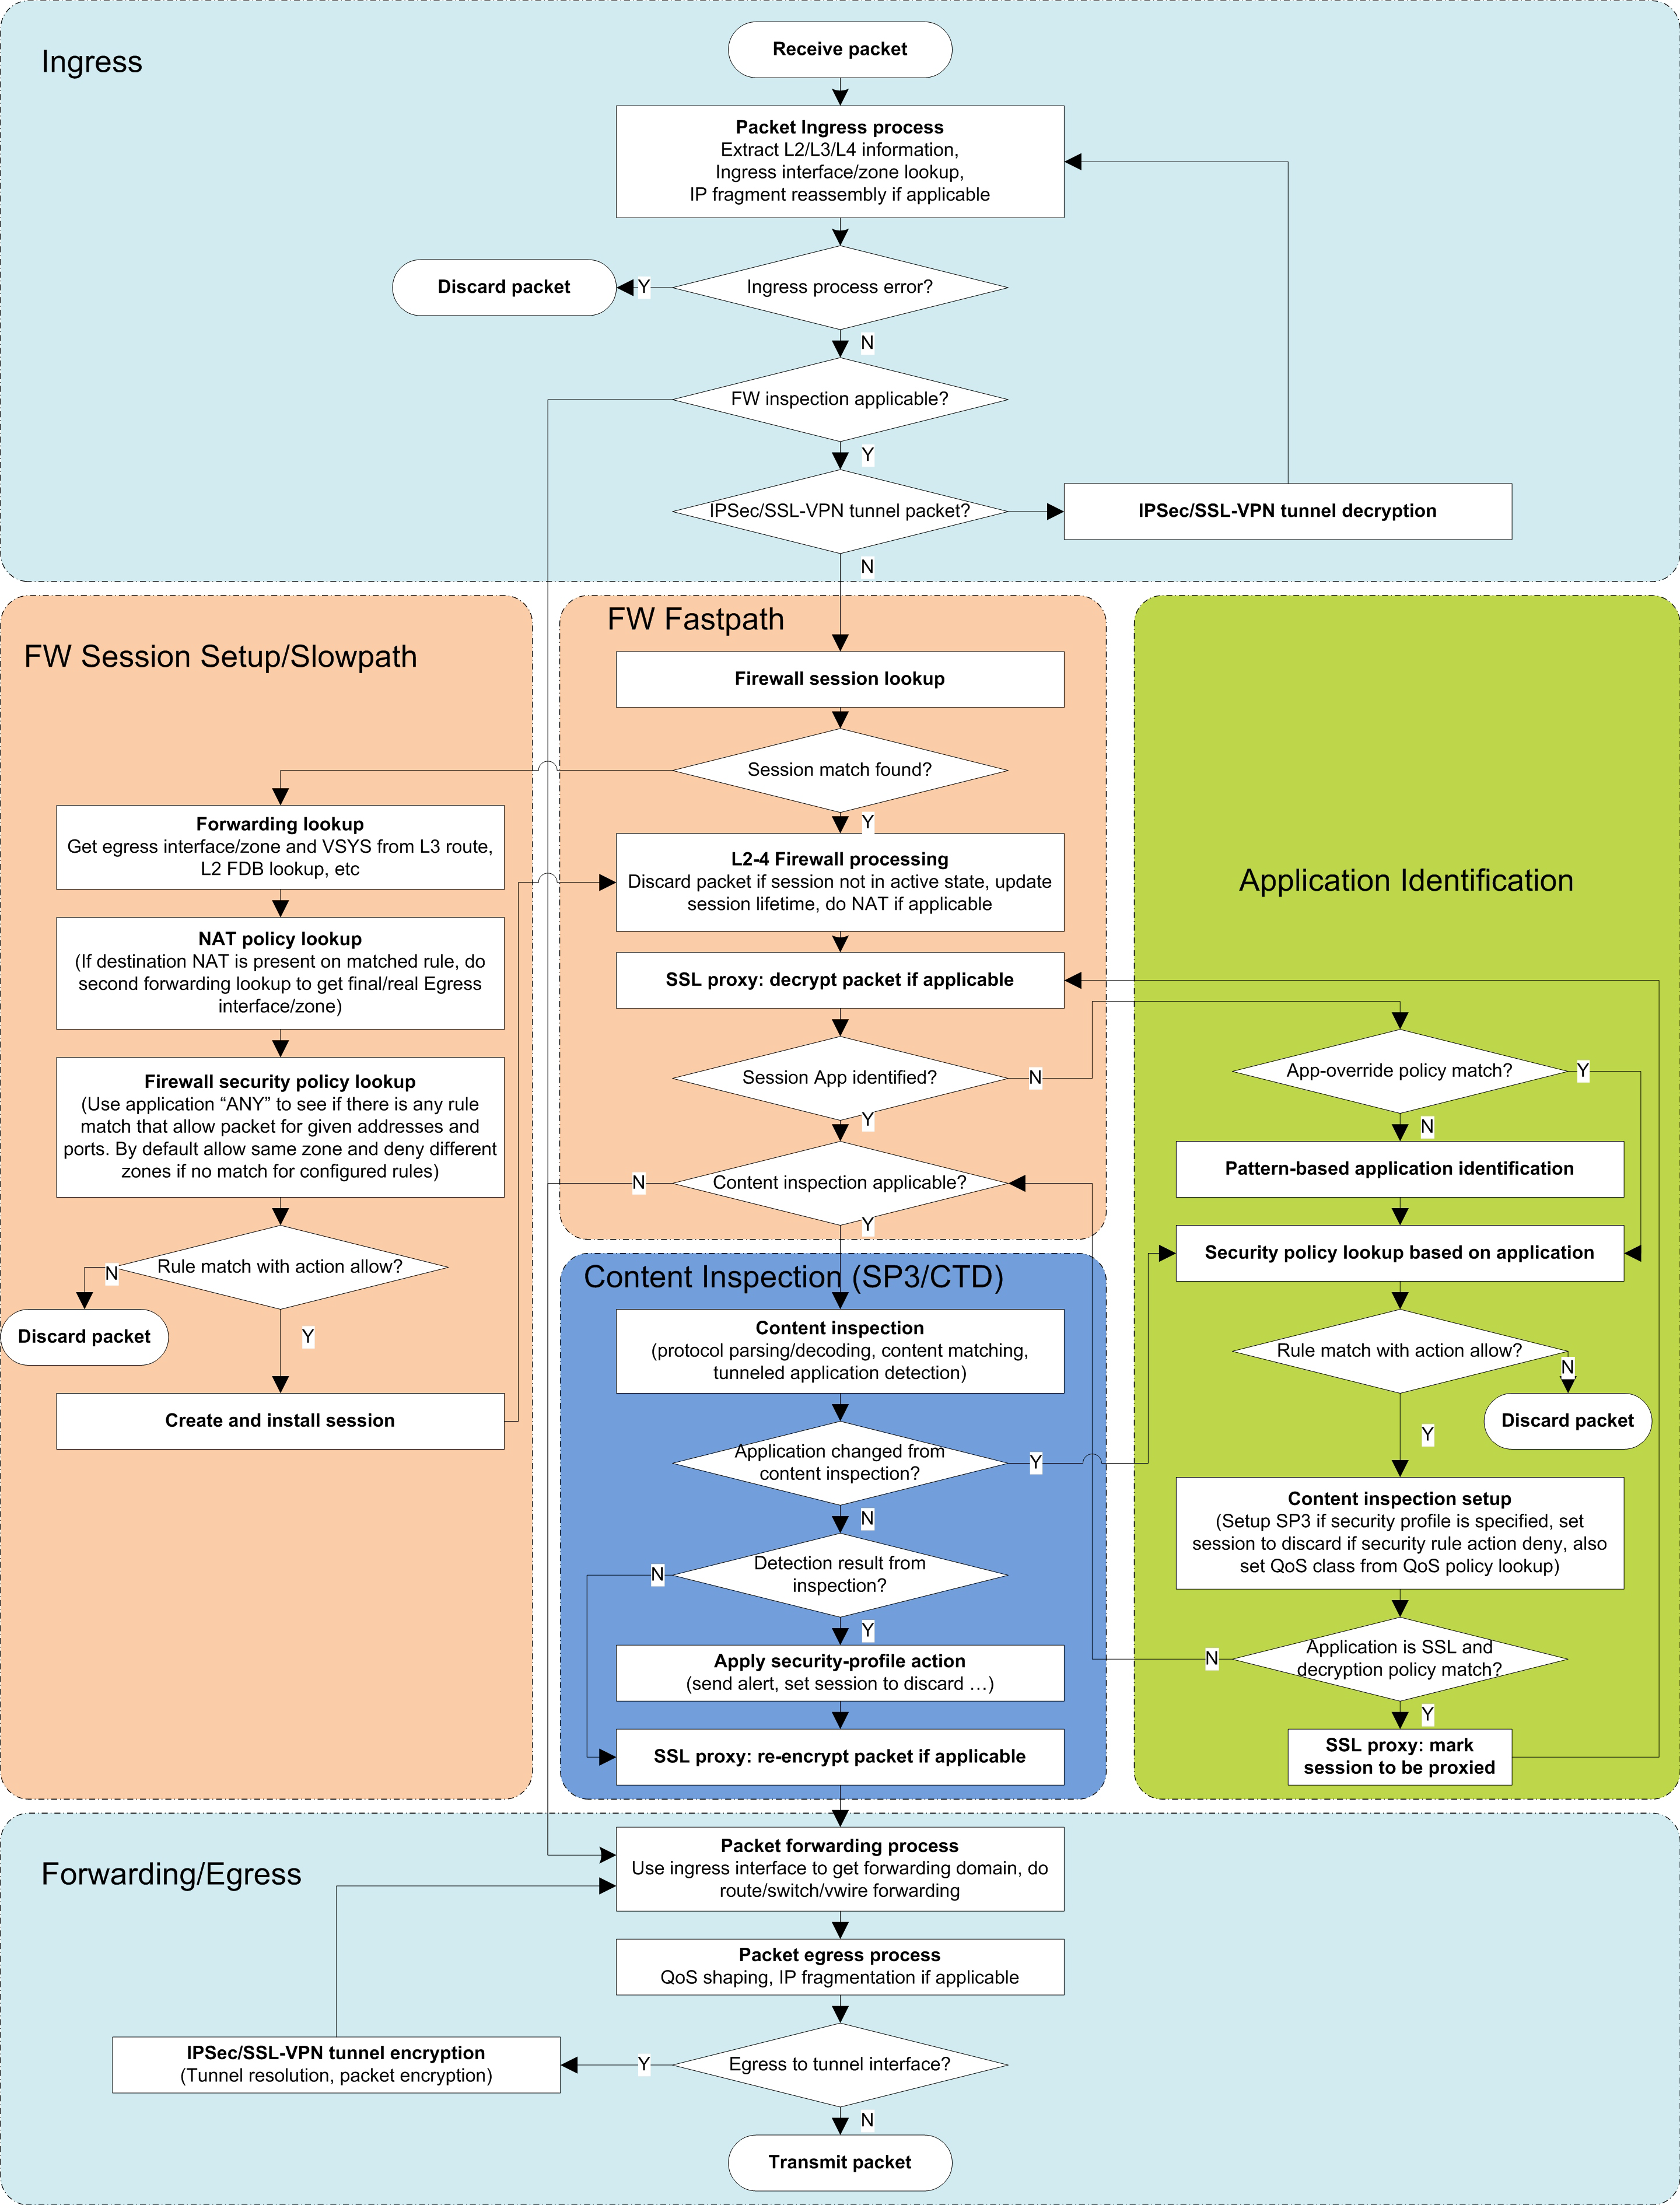 Ingress
Receive packet
Packet Ingress process
Extract L2/L3/L4 information,
Ingress interface/zone lookup,
IP fragment reassembly if applicable
Ingress process error?
Y
Discard packet
N
FW inspection applicable?
Y
IPSec/SSL-VPN tunnel packet?
IPSec/SSL-VPN tunnel decryption
N
FW Session Setup/Slowpath
Forwarding lookup
Get egress interface/zone and VSYS from L3 route,
L2 FDB lookup, etc
NAT policy lookup
(If destination NAT is present on matched rule, do
second forwarding lookup to get final/real Egress
interface/zone)
Firewall security policy lookup
(Use application “ANY” to see if there is any rule
match that allow packet for given addresses and
ports. By default allow same zone and deny different
zones if no match for configured rules)
Rule match with action allow?
N
Discard packet
Y
Create and install session
FW Fastpath
Firewall session lookup
Session match found?
Y
L2-4 Firewall processing
Discard packet if session not in active state, update
session lifetime, do NAT if applicable
SSL proxy: decrypt packet if applicable
Session App identified?
N
Y
Content inspection applicable?
N
Y
Content Inspection (SP3/CTD)
Content inspection
(protocol parsing/decoding, content matching,
tunneled application detection)
Application changed from
content inspection?
Y
N
Detection result from
inspection?
N
Y
Apply security-profile action
(send alert, set session to discard …)
SSL proxy: re-encrypt packet if applicable
Application Identification
App-override policy match?
Y
N
Pattern-based application identification
Security policy lookup based on application
Rule match with action allow?
N
Discard packet
Y
Content inspection setup
(Setup SP3 if security profile is specified, set
session to discard if security rule action deny, also
set QoS class from QoS policy lookup)
Application is SSL and
decryption policy match?
N
Y
SSL proxy: mark
session to be proxied
Forwarding/Egress
Packet forwarding process
Use ingress interface to get forwarding domain, do
route/switch/vwire forwarding
Packet egress process
QoS shaping, IP fragmentation if applicable
Egress to tunnel interface?
Y
IPSec/SSL-VPN tunnel encryption
(Tunnel resolution, packet encryption)
N
Transmit packet